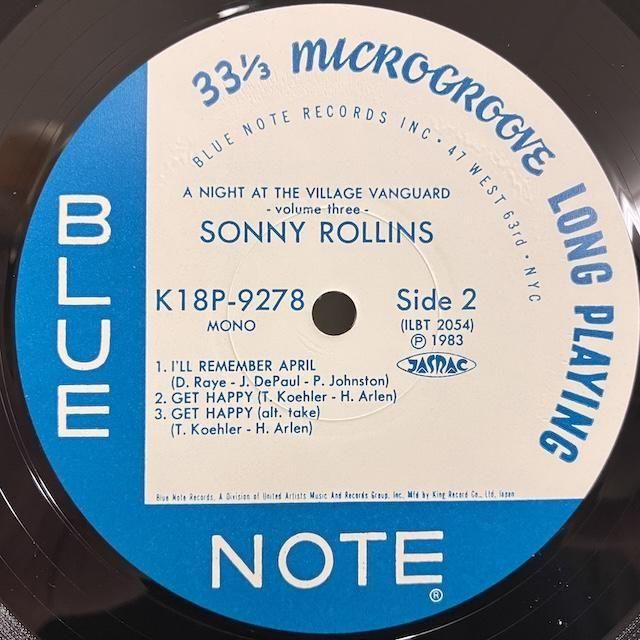 33⅓ MICROGROOVE LONG PLAYING
BLUE NOTE RECORDS INC • 47 WEST 63rd • NYC
A NIGHT AT THE VILLAGE VANGUARD
- volume three -
SONNY ROLLINS
K18P-9278
MONO
Side 2
(ILBT 2054)
Ⓟ 1983
JASRAC
1. I'LL REMEMBER APRIL
(D. Raye - J. DePaul - P. Johnston)
2. GET HAPPY (T. Koehler - H. Arlen)
3. GET HAPPY (alt. take)
(T. Koehler - H. Arlen)
Blue Note Records, A Division of United Artists Music And Records Group, Inc. Mfd by King Record Co., Ltd, Japan
BLUE
NOTE®